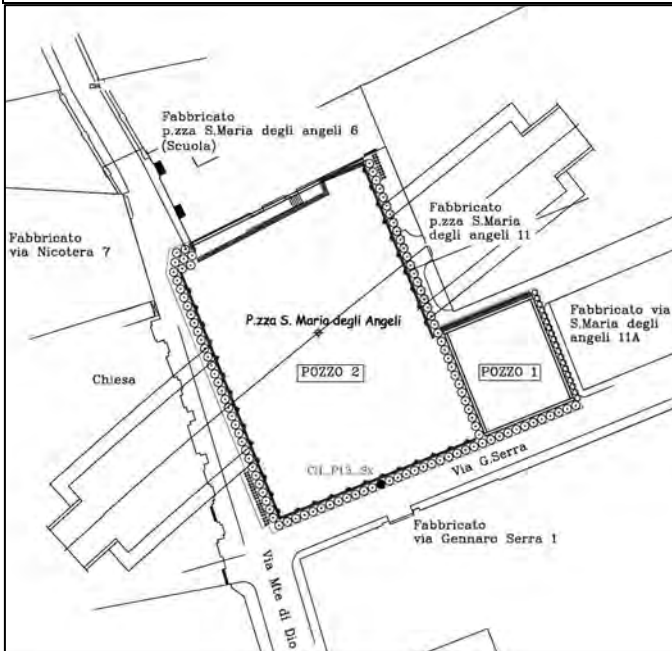 Fabbricato
p.zza S.Maria degli angeli 6
(Scuola)
Fabbricato
p.zza S.Maria
degli angeli 11
Fabbricato
via Nicotera 7
Fabbricato via
S.Maria degli
angeli 11A
P.zza S. Maria degli Angeli
POZZO 2
POZZO 1
Chiesa
Via G.Serra
Fabbricato
via Gennaro Serra 1
Via Mte di Dio